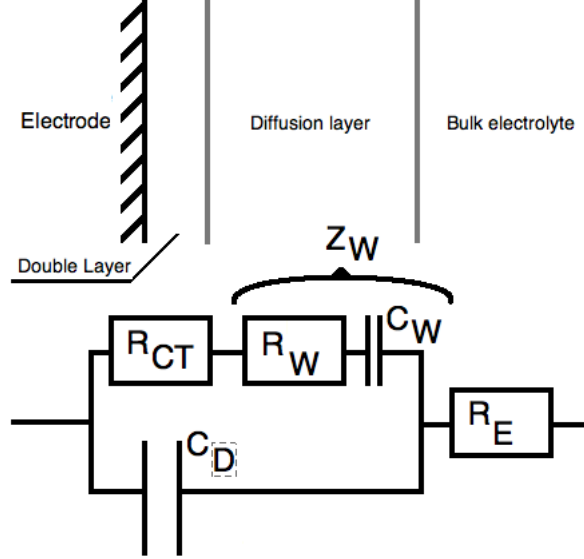 Electrode
Diffusion layer
Bulk electrolyte
Double Layer
ZW
RCT
RW
CW
RE
CD